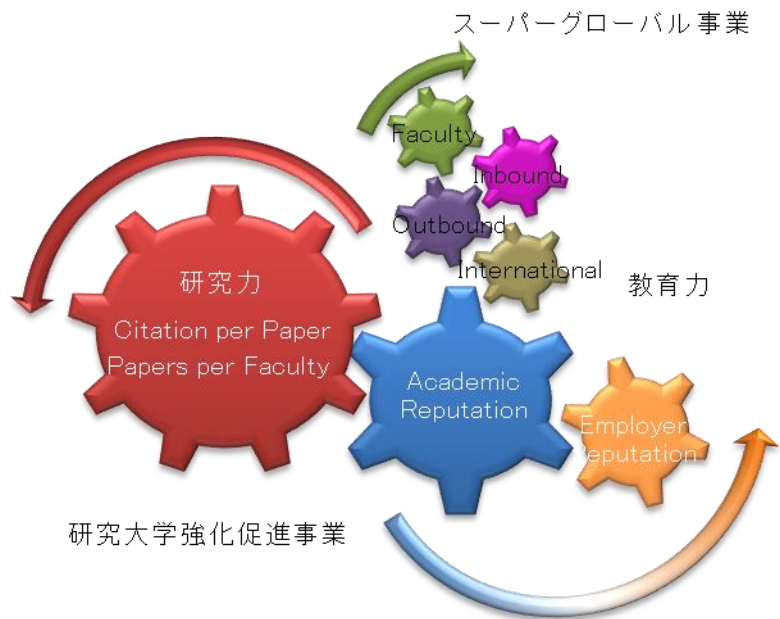 スーパーグローバル事業
Faculty
Inbound
Outbound
International
研究力
Citation per Paper
Papers per Faculty
教育力
Academic
Reputation
Employer
Reputation
研究大学強化促進事業